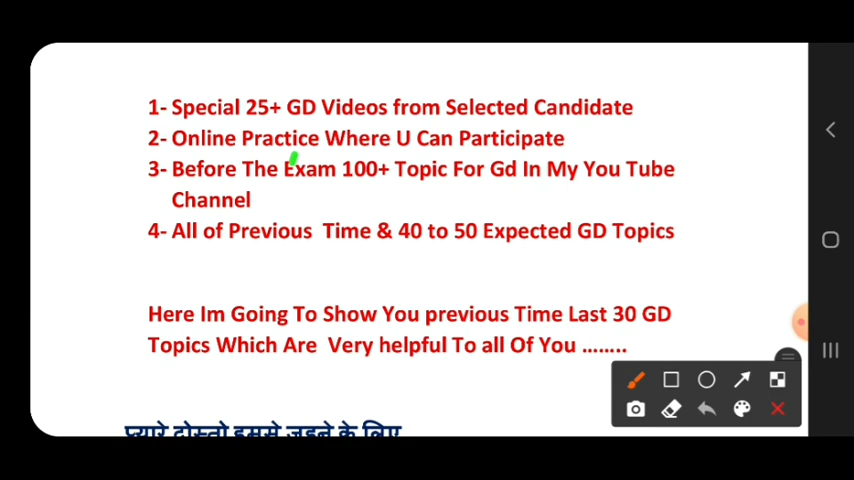 1- Special 25+ GD Videos from Selected Candidate
2- Online Practice Where U Can Participate
3- Before The Exam 100+ Topic For Gd In My You Tube
Channel
4- All of Previous Time & 40 to 50 Expected GD Topics
Here Im Going To Show You previous Time Last 30 GD
Topics Which Are Very helpful To all Of You ........
प्यारे दोस्तो इससे जुड़ने के लिए